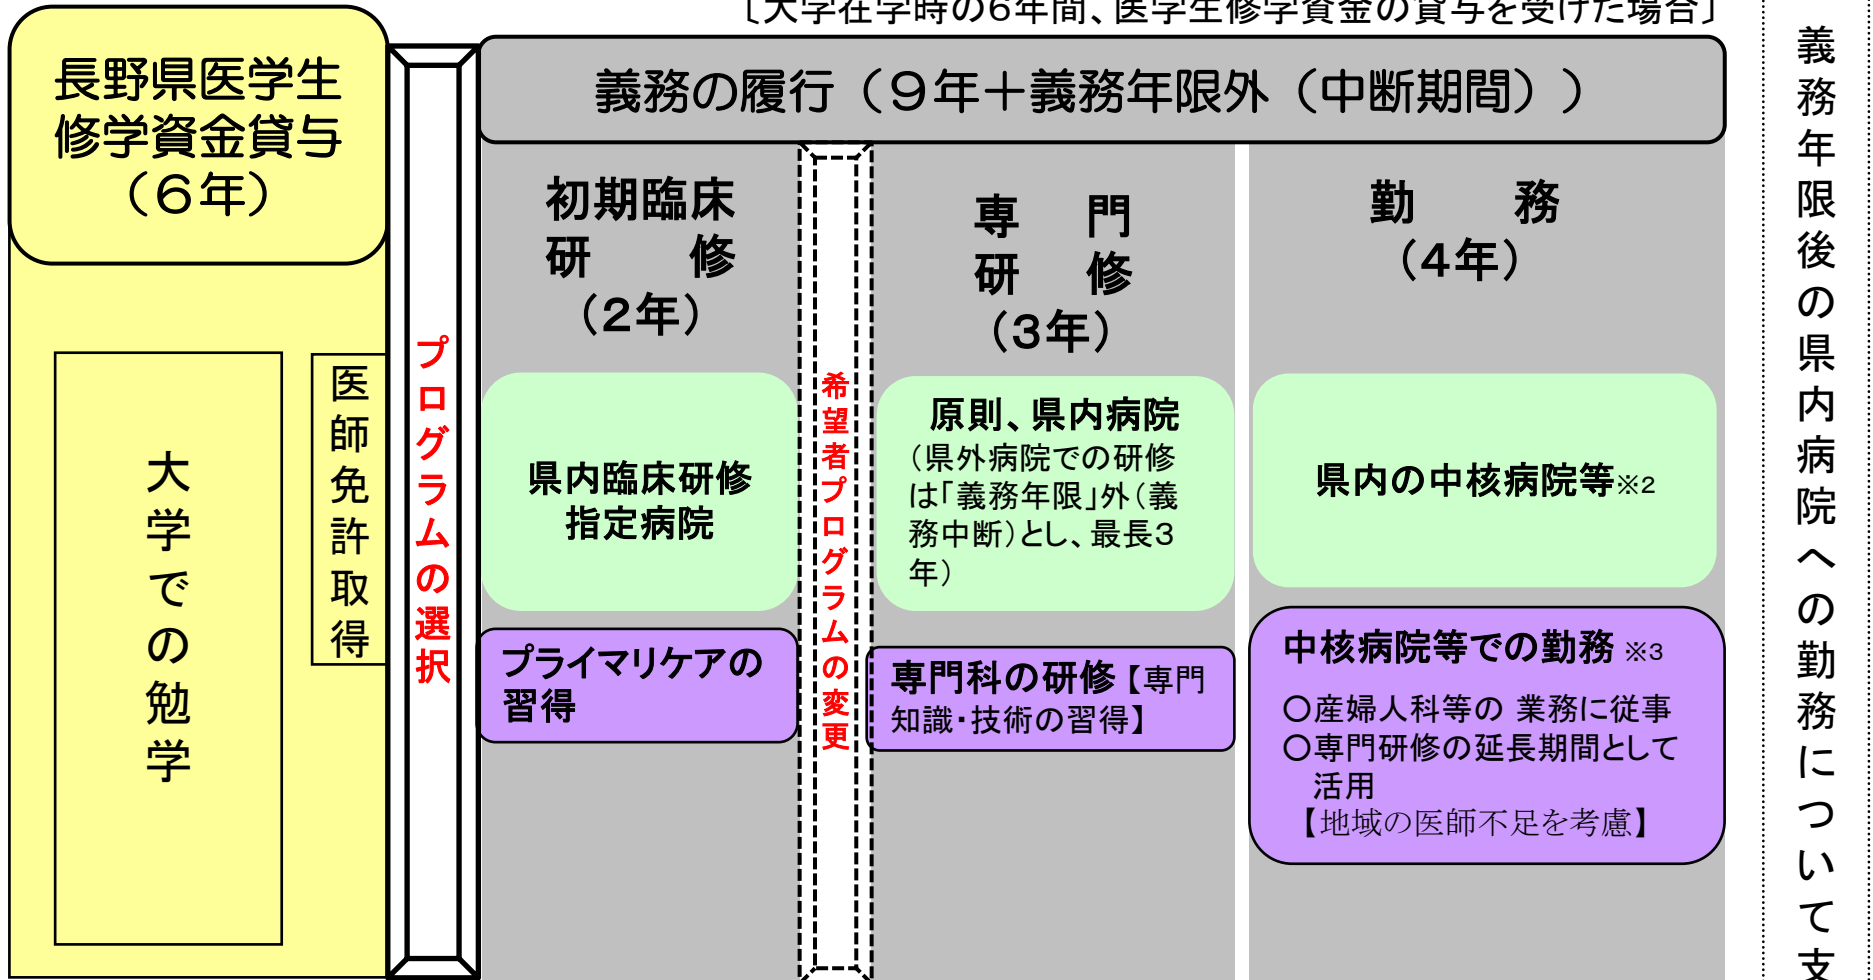 〔大学在学時の6年間、医学生修学資金の貸与を受けた場合〕
長野県医学生
修学資金貸与
（6年）
大学での勉学
医師免許取得
プログラムの選択
義務の履行（9年＋義務年限外（中断期間））
初期臨床
研　修
（2年）
県内臨床研修
指定病院
プライマリケアの
習得
希望者プログラムの変更
専　門
研　修
（3年）
原則、県内病院
（県外病院での研修
は「義務年限」外（義
務中断）とし、最長3
年）
専門科の研修【専門
知識・技術の習得】
勤　務
（4年）
県内の中核病院等※2
中核病院等での勤務 ※3
○産婦人科等の 業務に従事
○専門研修の延長期間として
活用
【地域の医師不足を考慮】
義務年限後の県内病院への勤務について支